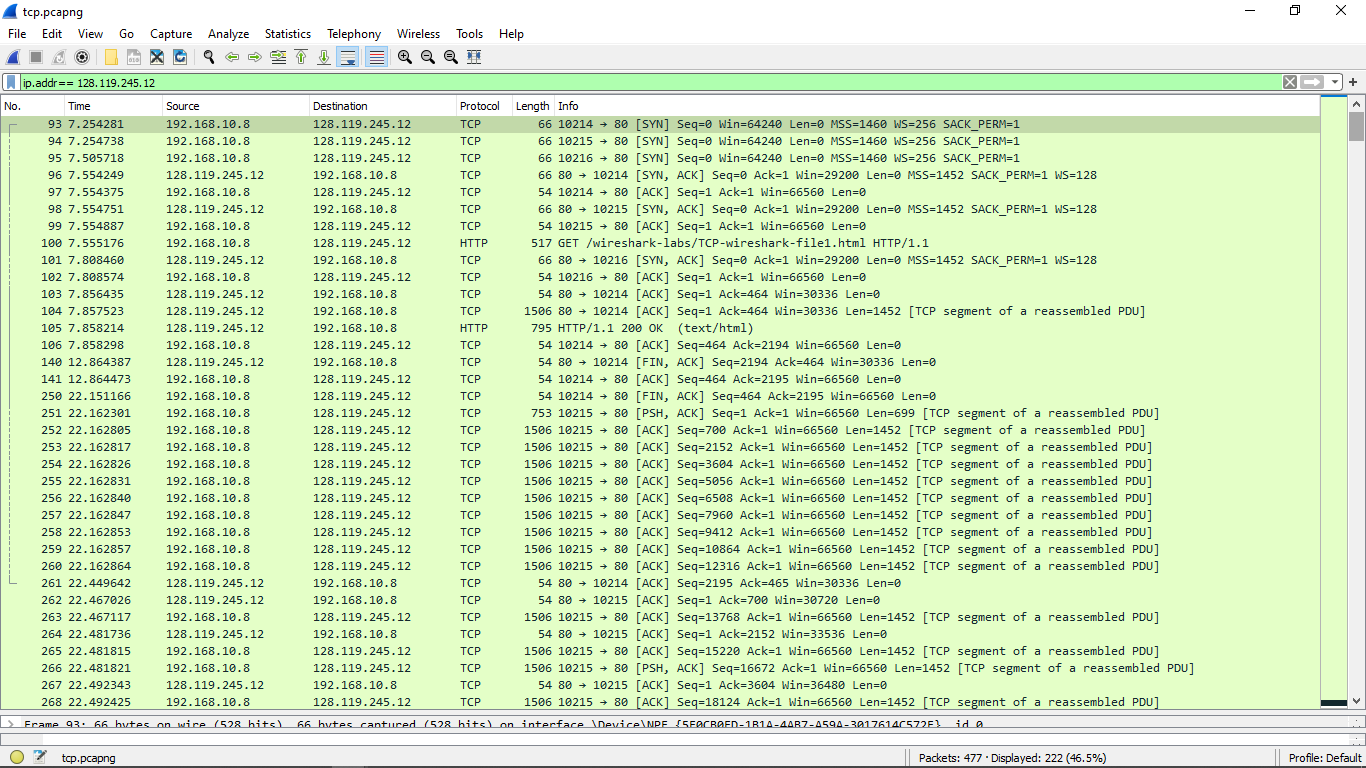 tcp.pcapng
File Edit View Go Capture Analyze Statistics Telephony Wireless Tools Help
ip.addr== 128.119.245.12
No. Time Source Destination Protocol Length Info
93 7.254281 192.168.10.8 128.119.245.12 TCP 66 10214 → 80 [SYN] Seq=0 Win=64240 Len=0 MSS=1460 WS=256 SACK_PERM=1
94 7.254738 192.168.10.8 128.119.245.12 TCP 66 10215 → 80 [SYN] Seq=0 Win=64240 Len=0 MSS=1460 WS=256 SACK_PERM=1
95 7.505718 192.168.10.8 128.119.245.12 TCP 66 10216 → 80 [SYN] Seq=0 Win=64240 Len=0 MSS=1460 WS=256 SACK_PERM=1
96 7.554249 128.119.245.12 192.168.10.8 TCP 66 80 → 10214 [SYN, ACK] Seq=0 Ack=1 Win=29200 Len=0 MSS=1452 SACK_PERM=1 WS=128
97 7.554375 192.168.10.8 128.119.245.12 TCP 54 10214 → 80 [ACK] Seq=1 Ack=1 Win=66560 Len=0
98 7.554751 128.119.245.12 192.168.10.8 TCP 66 80 → 10215 [SYN, ACK] Seq=0 Ack=1 Win=29200 Len=0 MSS=1452 SACK_PERM=1 WS=128
99 7.554887 192.168.10.8 128.119.245.12 TCP 54 10215 → 80 [ACK] Seq=1 Ack=1 Win=66560 Len=0
100 7.555176 192.168.10.8 128.119.245.12 HTTP 517 GET /wireshark-labs/TCP-wireshark-file1.html HTTP/1.1
101 7.808460 128.119.245.12 192.168.10.8 TCP 66 80 → 10216 [SYN, ACK] Seq=0 Ack=1 Win=29200 Len=0 MSS=1452 SACK_PERM=1 WS=128
102 7.808574 192.168.10.8 128.119.245.12 TCP 54 10216 → 80 [ACK] Seq=1 Ack=1 Win=66560 Len=0
103 7.856435 128.119.245.12 192.168.10.8 TCP 54 80 → 10214 [ACK] Seq=1 Ack=464 Win=30336 Len=0
104 7.857523 128.119.245.12 192.168.10.8 TCP 1506 80 → 10214 [ACK] Seq=1 Ack=464 Win=30336 Len=1452 [TCP segment of a reassembled PDU]
105 7.858214 128.119.245.12 192.168.10.8 HTTP 795 HTTP/1.1 200 OK (text/html)
106 7.858298 192.168.10.8 128.119.245.12 TCP 54 10214 → 80 [ACK] Seq=464 Ack=2194 Win=66560 Len=0
140 12.864387 128.119.245.12 192.168.10.8 TCP 54 80 → 10214 [FIN, ACK] Seq=2194 Ack=464 Win=30336 Len=0
141 12.864473 192.168.10.8 128.119.245.12 TCP 54 10214 → 80 [ACK] Seq=464 Ack=2195 Win=66560 Len=0
250 22.151166 192.168.10.8 128.119.245.12 TCP 54 10214 → 80 [FIN, ACK] Seq=464 Ack=2195 Win=66560 Len=0
251 22.162301 192.168.10.8 128.119.245.12 TCP 753 10215 → 80 [PSH, ACK] Seq=1 Ack=1 Win=66560 Len=699 [TCP segment of a reassembled PDU]
252 22.162805 192.168.10.8 128.119.245.12 TCP 1506 10215 → 80 [ACK] Seq=700 Ack=1 Win=66560 Len=1452 [TCP segment of a reassembled PDU]
253 22.162817 192.168.10.8 128.119.245.12 TCP 1506 10215 → 80 [ACK] Seq=2152 Ack=1 Win=66560 Len=1452 [TCP segment of a reassembled PDU]
254 22.162826 192.168.10.8 128.119.245.12 TCP 1506 10215 → 80 [ACK] Seq=3604 Ack=1 Win=66560 Len=1452 [TCP segment of a reassembled PDU]
255 22.162831 192.168.10.8 128.119.245.12 TCP 1506 10215 → 80 [ACK] Seq=5056 Ack=1 Win=66560 Len=1452 [TCP segment of a reassembled PDU]
256 22.162840 192.168.10.8 128.119.245.12 TCP 1506 10215 → 80 [ACK] Seq=6508 Ack=1 Win=66560 Len=1452 [TCP segment of a reassembled PDU]
257 22.162847 192.168.10.8 128.119.245.12 TCP 1506 10215 → 80 [ACK] Seq=7960 Ack=1 Win=66560 Len=1452 [TCP segment of a reassembled PDU]
258 22.162853 192.168.10.8 128.119.245.12 TCP 1506 10215 → 80 [ACK] Seq=9412 Ack=1 Win=66560 Len=1452 [TCP segment of a reassembled PDU]
259 22.162857 192.168.10.8 128.119.245.12 TCP 1506 10215 → 80 [ACK] Seq=10864 Ack=1 Win=66560 Len=1452 [TCP segment of a reassembled PDU]
260 22.162864 192.168.10.8 128.119.245.12 TCP 1506 10215 → 80 [ACK] Seq=12316 Ack=1 Win=66560 Len=1452 [TCP segment of a reassembled PDU]
261 22.449642 128.119.245.12 192.168.10.8 TCP 54 80 → 10214 [ACK] Seq=2195 Ack=465 Win=30336 Len=0
262 22.467026 128.119.245.12 192.168.10.8 TCP 54 80 → 10215 [ACK] Seq=1 Ack=700 Win=30720 Len=0
263 22.467117 192.168.10.8 128.119.245.12 TCP 1506 10215 → 80 [ACK] Seq=13768 Ack=1 Win=66560 Len=1452 [TCP segment of a reassembled PDU]
264 22.481736 128.119.245.12 192.168.10.8 TCP 54 80 → 10215 [ACK] Seq=1 Ack=2152 Win=33536 Len=0
265 22.481815 192.168.10.8 128.119.245.12 TCP 1506 10215 → 80 [ACK] Seq=15220 Ack=1 Win=66560 Len=1452 [TCP segment of a reassembled PDU]
266 22.481821 192.168.10.8 128.119.245.12 TCP 1506 10215 → 80 [PSH, ACK] Seq=16672 Ack=1 Win=66560 Len=1452 [TCP segment of a reassembled PDU]
267 22.492343 128.119.245.12 192.168.10.8 TCP 54 80 → 10215 [ACK] Seq=1 Ack=3604 Win=36480 Len=0
268 22.492425 192.168.10.8 128.119.245.12 TCP 1506 10215 → 80 [ACK] Seq=18124 Ack=1 Win=66560 Len=1452 [TCP segment of a reassembled PDU]
Frame 93: 66 bytes on wire (528 bits), 66 bytes captured (528 bits) on interface
tcp.pcapng Packets: 477 · Displayed: 222 (46.5%) Profile: Default